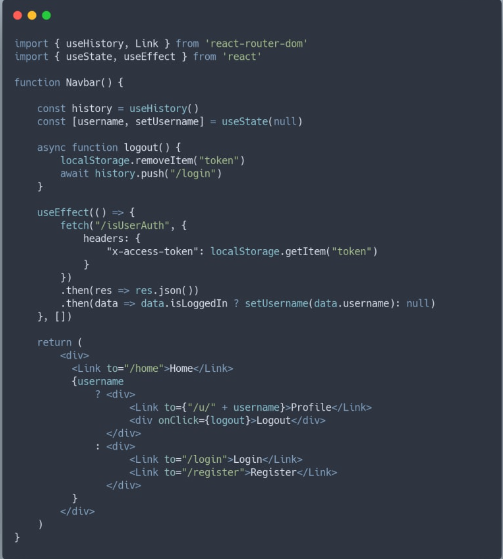 import { useHistory, Link } from 'react-router-dom'
import { useState, useEffect } from 'react'

function Navbar() {

    const history = useHistory()
    const [username, setUsername] = useState(null)

    async function logout() {
        localStorage.removeItem("token")
        await history.push("/login")
    }

    useEffect(() => {
        fetch("/isUserAuth", {
            headers: {
                "x-access-token": localStorage.getItem("token")
            }
        })
        .then(res => res.json())
        .then(data => data.isLoggedIn ? setUsername(data.username): null)
    }, [])

    return (
        <div>
          <Link to="/home">Home</Link>
          {username
              ? <div>
                    <Link to={"/u/" + username}>Profile</Link>
                    <div onClick={logout}>Logout</div>
                </div>
              : <div>
                    <Link to="/login">Login</Link>
                    <Link to="/register">Register</Link>
                </div>
          }
        </div>
    )
}